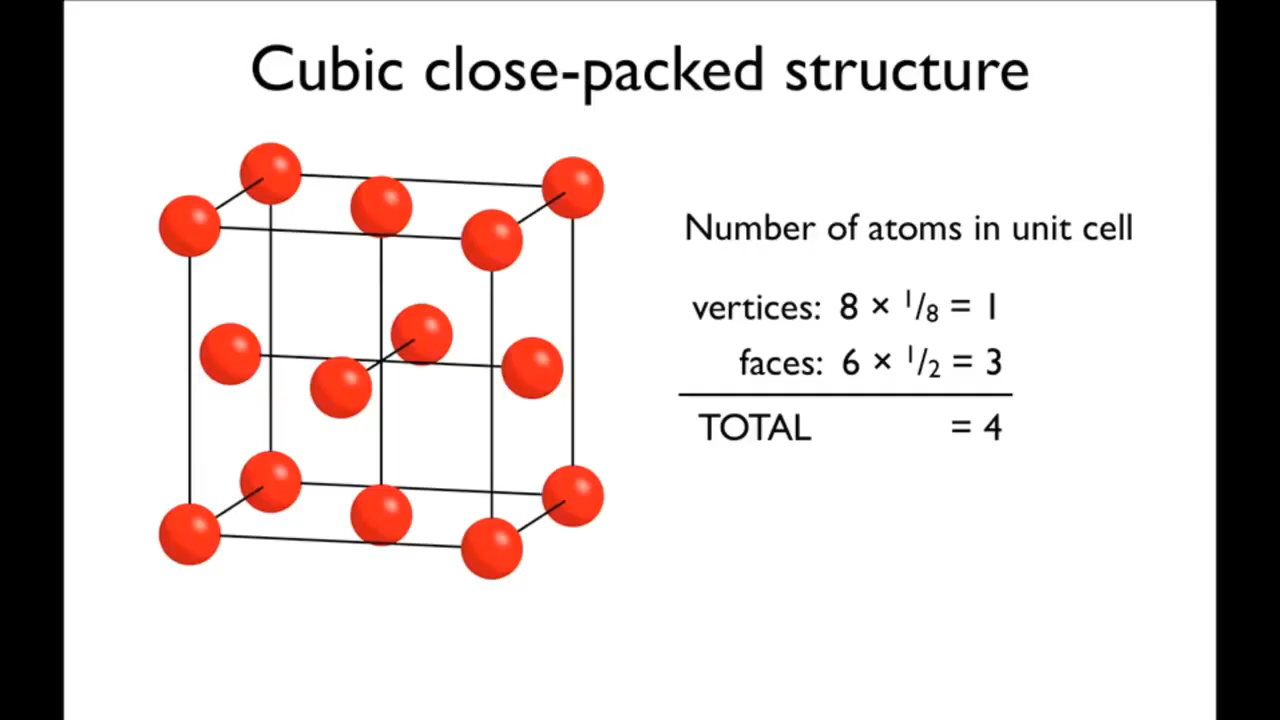 Cubic close-packed structure
Number of atoms in unit cell
vertices: 8 × 1/8 = 1
faces: 6 × 1/2 = 3
TOTAL = 4